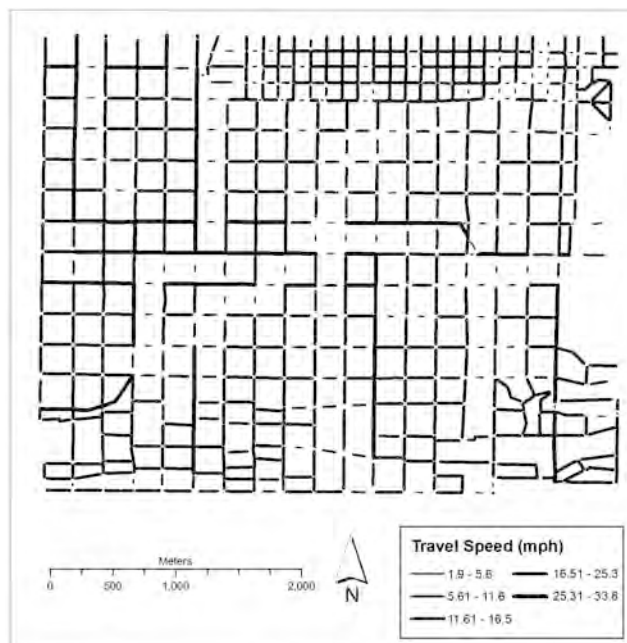 Meters
0 500 1,000 2,000
N
Travel Speed (mph)
1.9 - 5.6 16.51 - 25.3
5.61 - 11.6 25.31 - 33.6
11.61 - 16.5